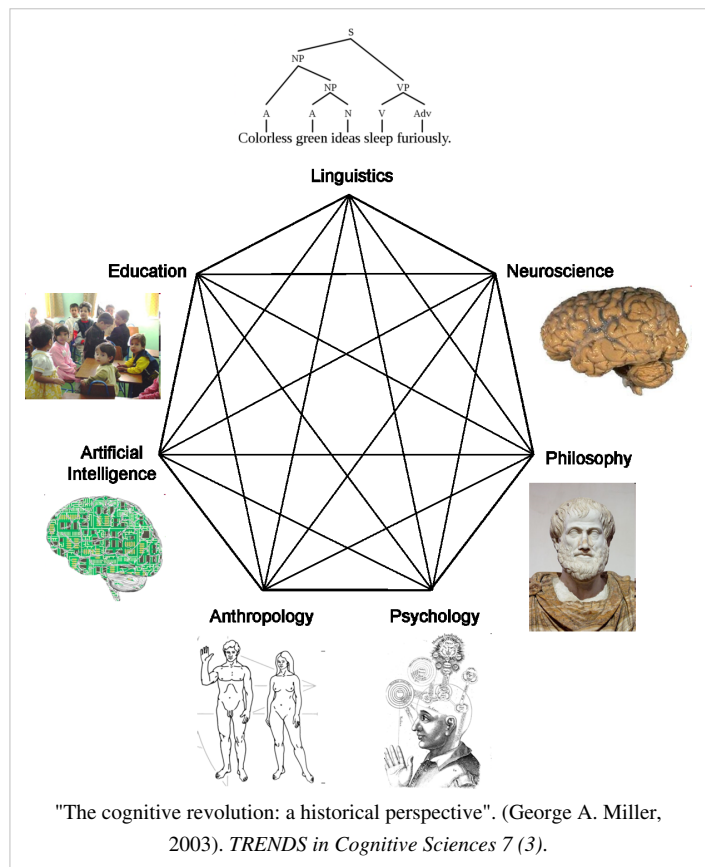 S
NP
NP VP
A A N V Adv
Colorless green ideas sleep furiously.
Linguistics
Education
Neuroscience
Artificial
Intelligence
Philosophy
Anthropology
Psychology
"The cognitive revolution: a historical perspective". (George A. Miller,
2003). TRENDS in Cognitive Sciences 7 (3).